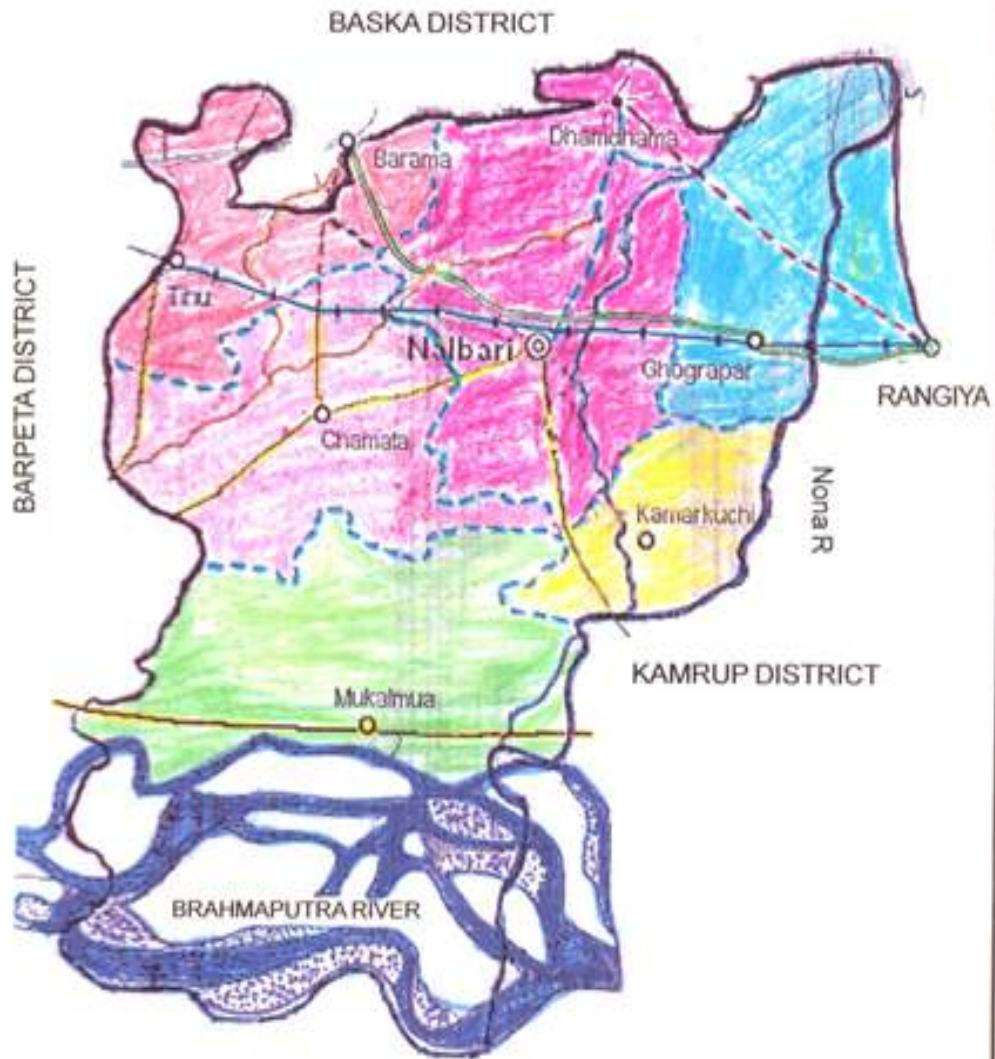 BASKA DISTRICT
Dhamdhama
Barama
BARPETA DISTRICT
Tihu
Nalbari
Ghograpar
RANGIYA
Chamata
Kamarkuchi
Nona R
KAMRUP DISTRICT
Mukalmua
BRAHMAPUTRA RIVER